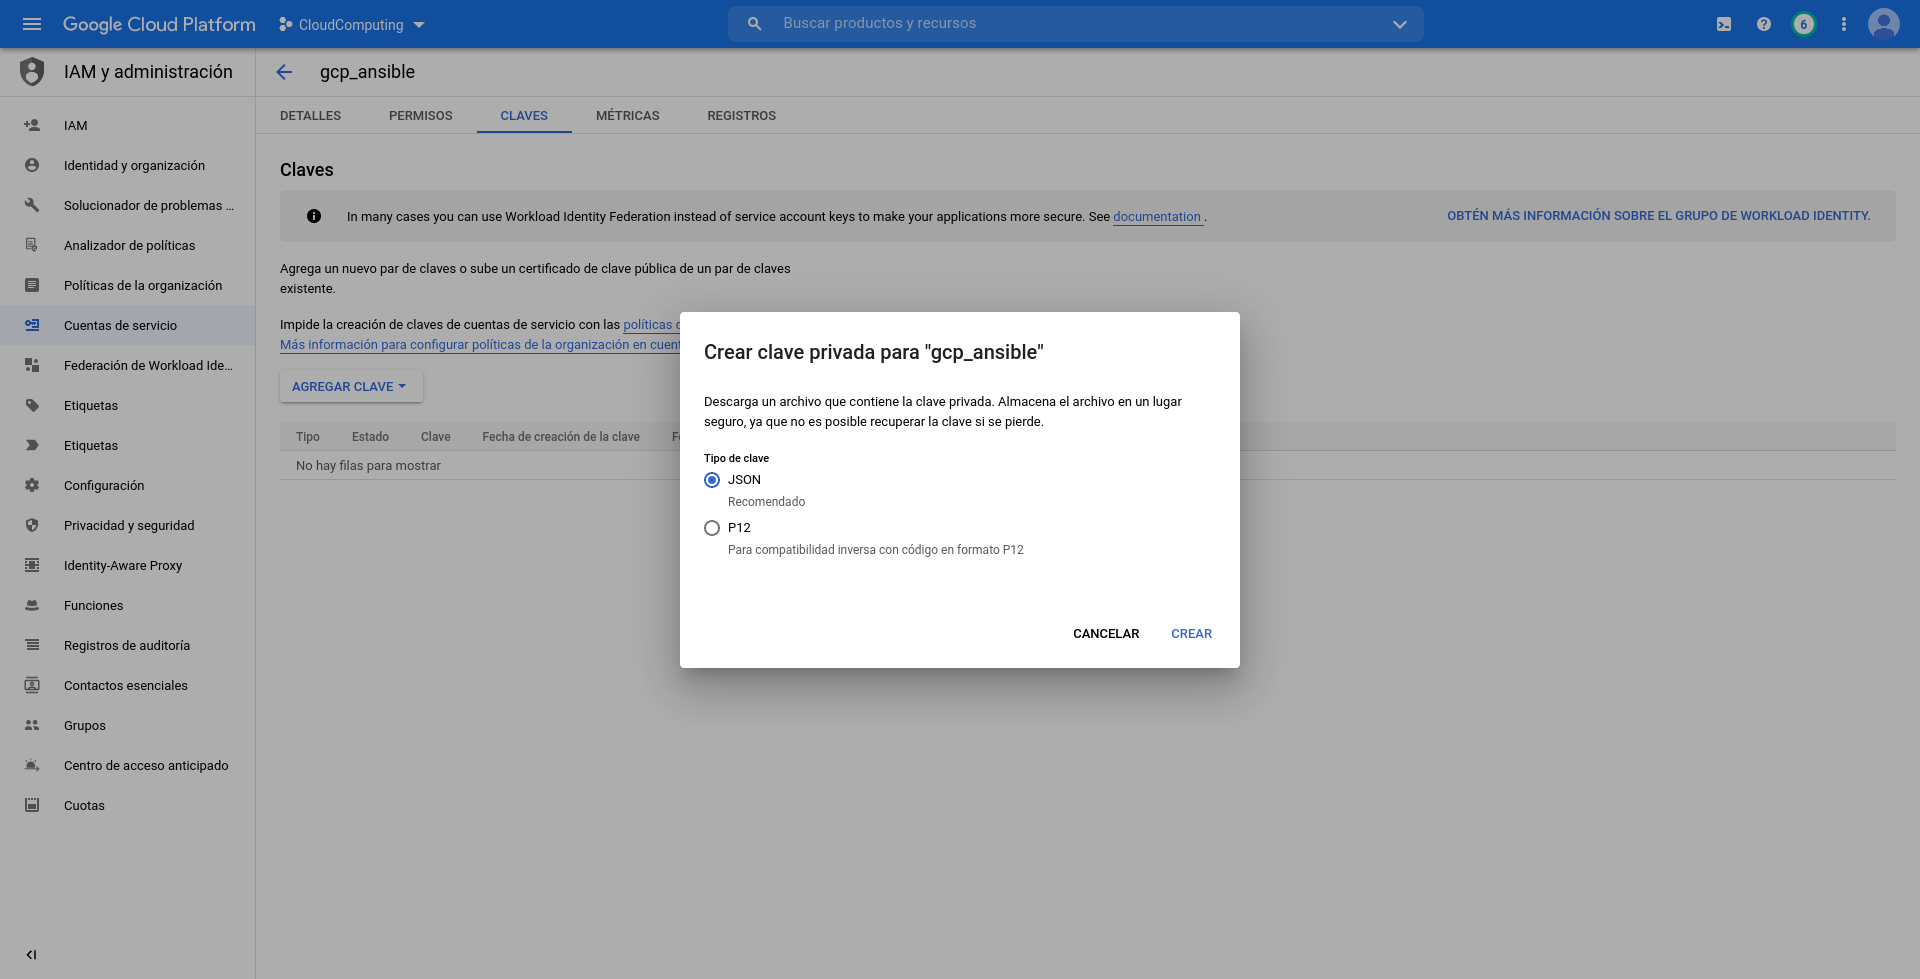 Google Cloud Platform
CloudComputing
Buscar productos y recursos
6
IAM y administración
gcp_ansible
DETALLES
PERMISOS
CLAVES
MÉTRICAS
REGISTROS
IAM
Identidad y organización
Solucionador de problemas ...
Analizador de políticas
Políticas de la organización
Cuentas de servicio
Federación de Workload Ide...
Etiquetas
Etiquetas
Configuración
Privacidad y seguridad
Identity-Aware Proxy
Funciones
Registros de auditoría
Contactos esenciales
Grupos
Centro de acceso anticipado
Cuotas
Claves
In many cases you can use Workload Identity Federation instead of service account keys to make your applications more secure. See documentation .
OBTÉN MÁS INFORMACIÓN SOBRE EL GRUPO DE WORKLOAD IDENTITY.
Agrega un nuevo par de claves o sube un certificado de clave pública de un par de claves
existente.
Impide la creación de claves de cuentas de servicio con las políticas
Más información para configurar políticas de la organización en
AGREGAR CLAVE
Tipo
Estado
Clave
Fecha de creación de la clave
No hay filas para mostrar
Crear clave privada para "gcp_ansible"
Descarga un archivo que contiene la clave privada. Almacena el archivo en un lugar
seguro, ya que no es posible recuperar la clave si se pierde.
Tipo de clave
JSON
Recomendado
P12
Para compatibilidad inversa con código en formato P12
CANCELAR
CREAR